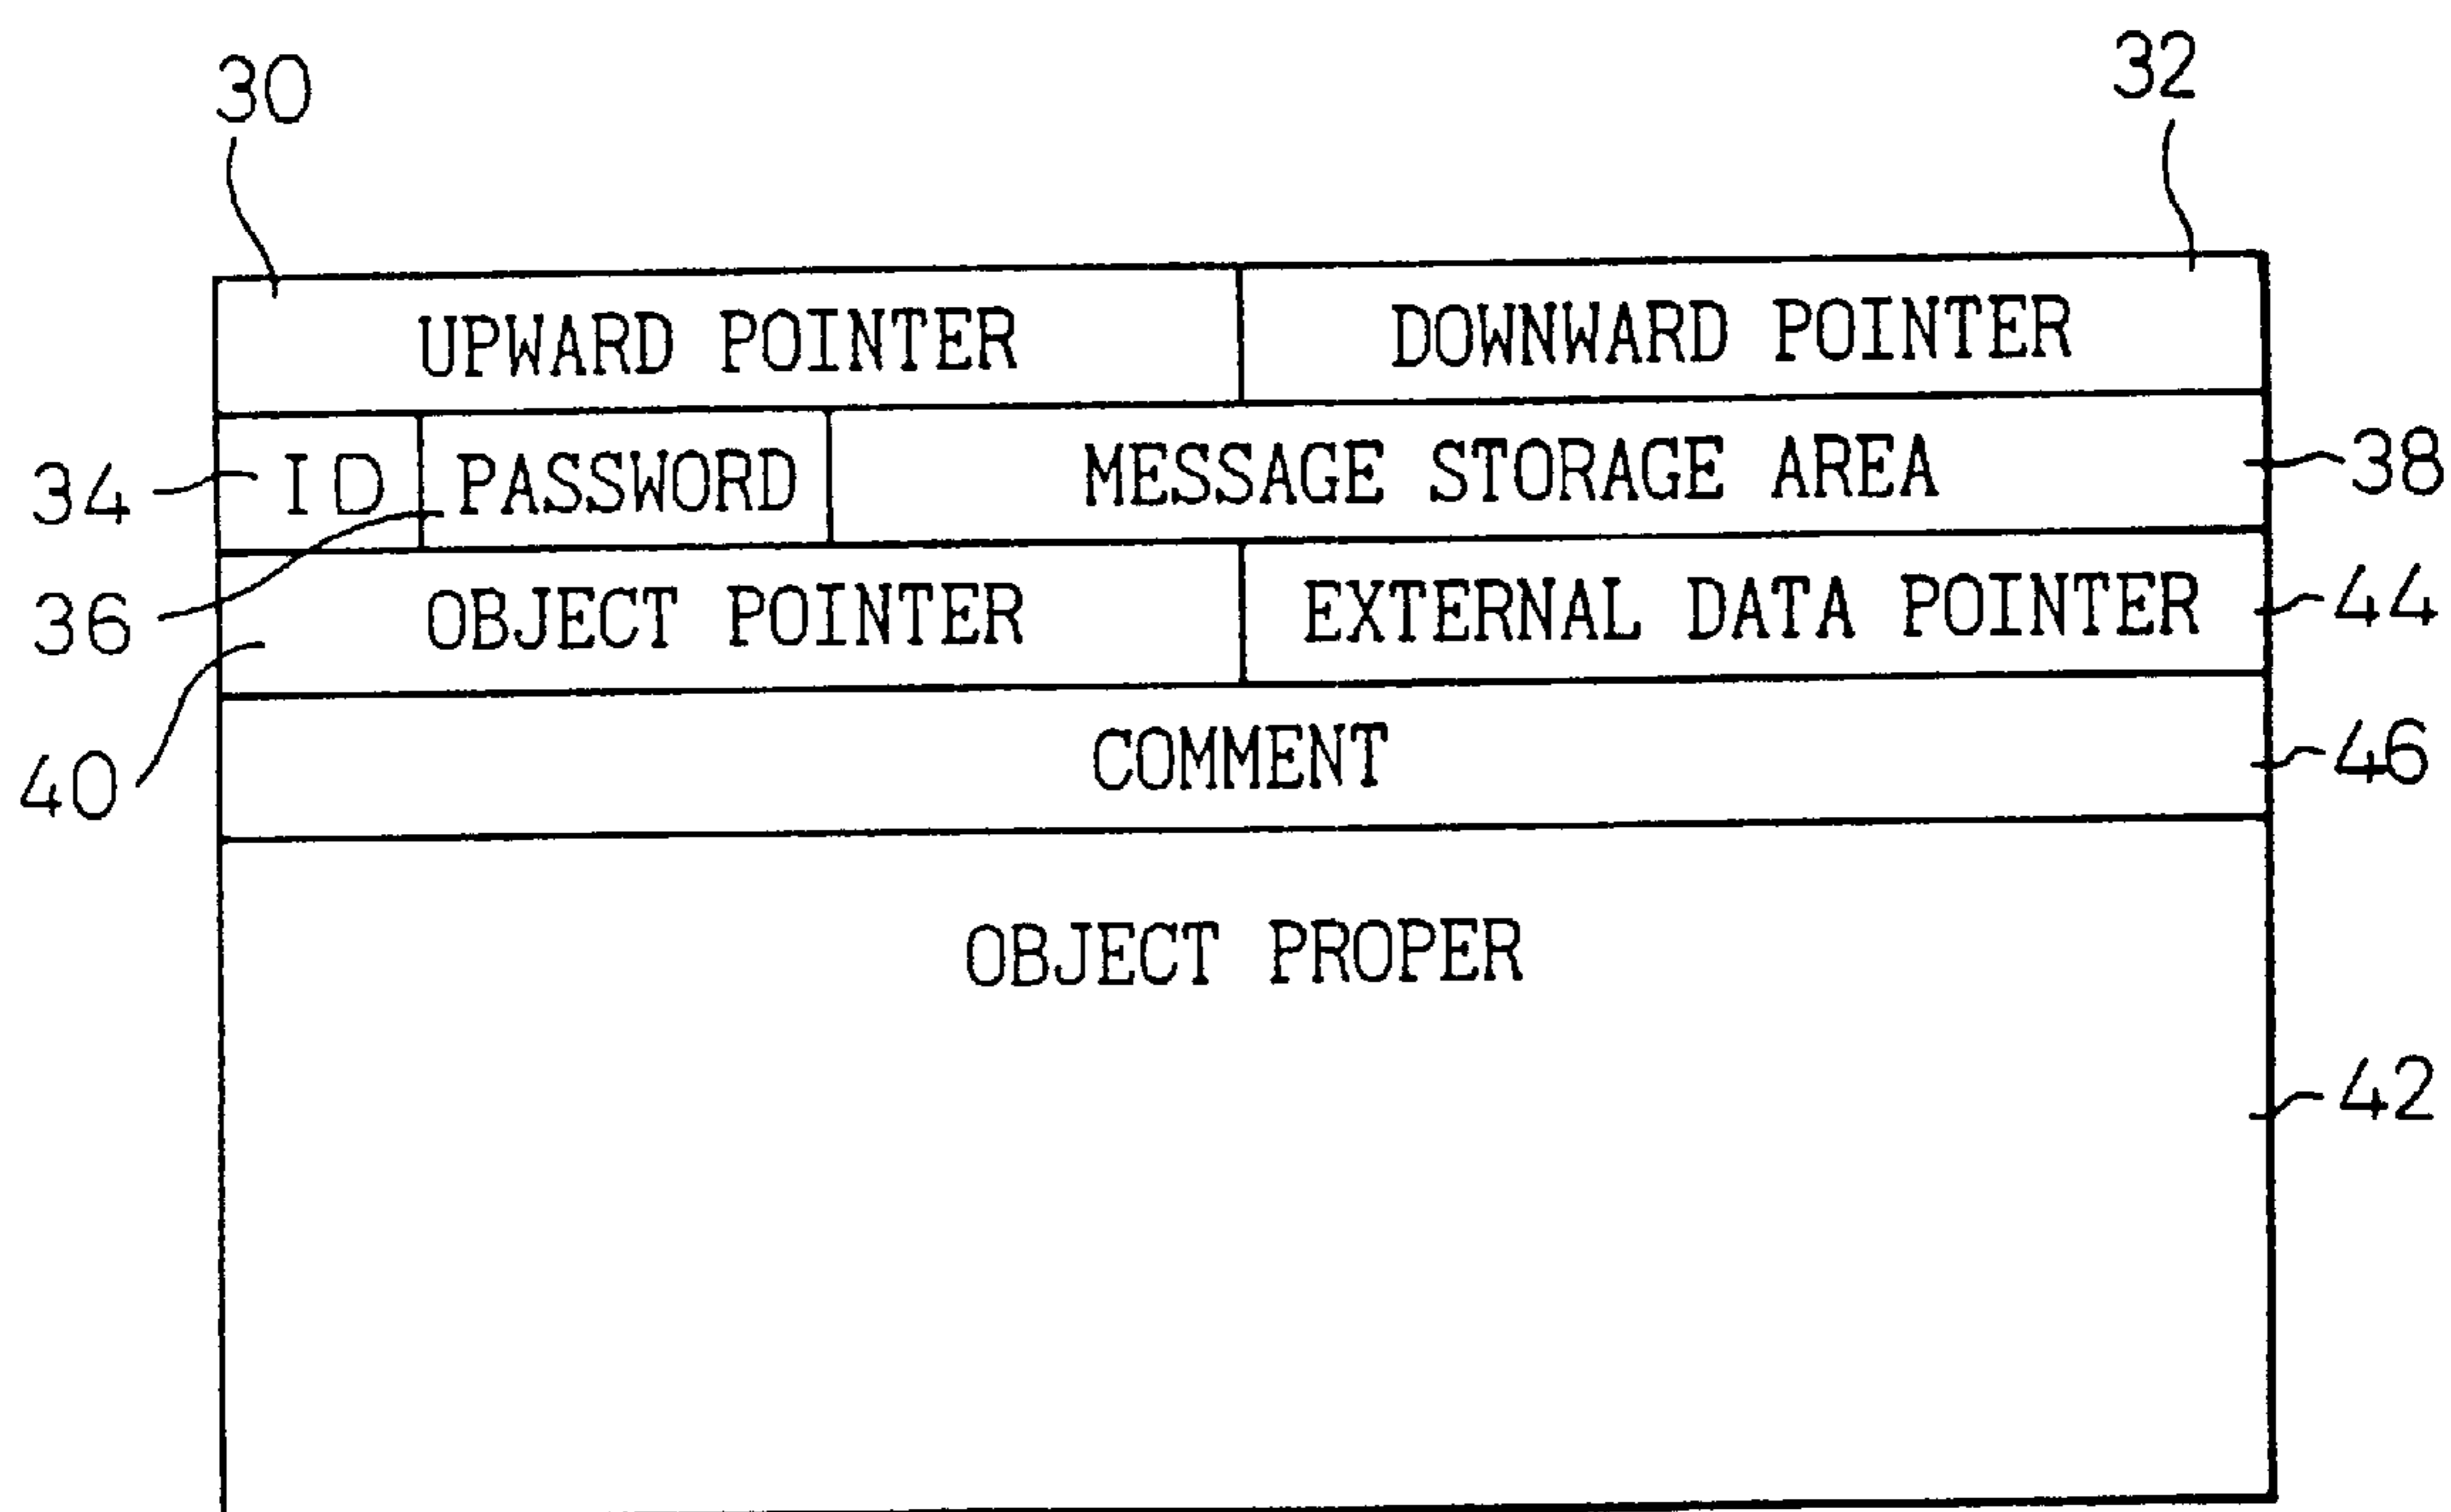 30 32
UPWARD POINTER DOWNWARD POINTER
34 ID PASSWORD MESSAGE STORAGE AREA 38
36 OBJECT POINTER EXTERNAL DATA POINTER 44
40 COMMENT 46
OBJECT PROPER
42